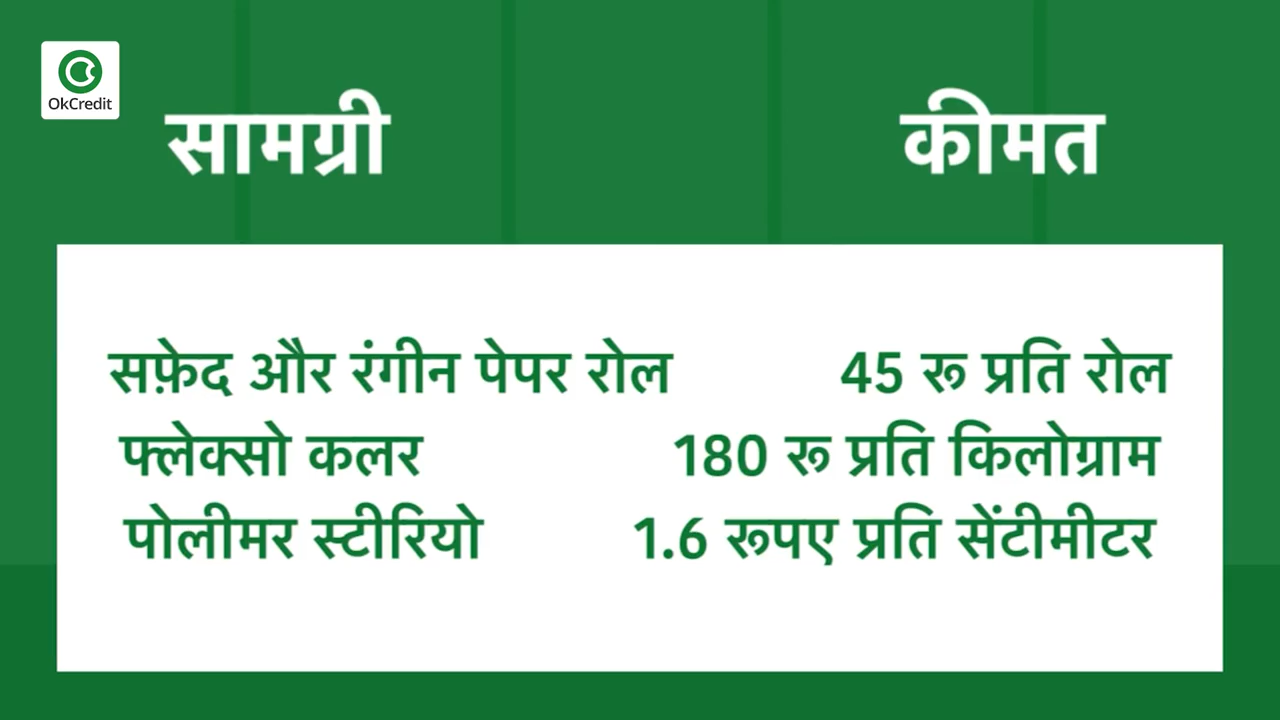 OkCredit
सामग्री कीमत
सफ़ेद और रंगीन पेपर रोल 45 रू प्रति रोल
फ्लेक्सो कलर 180 रू प्रति किलोग्राम
पोलीमर स्टीरियो 1.6 रूपए प्रति सेंटीमीटर